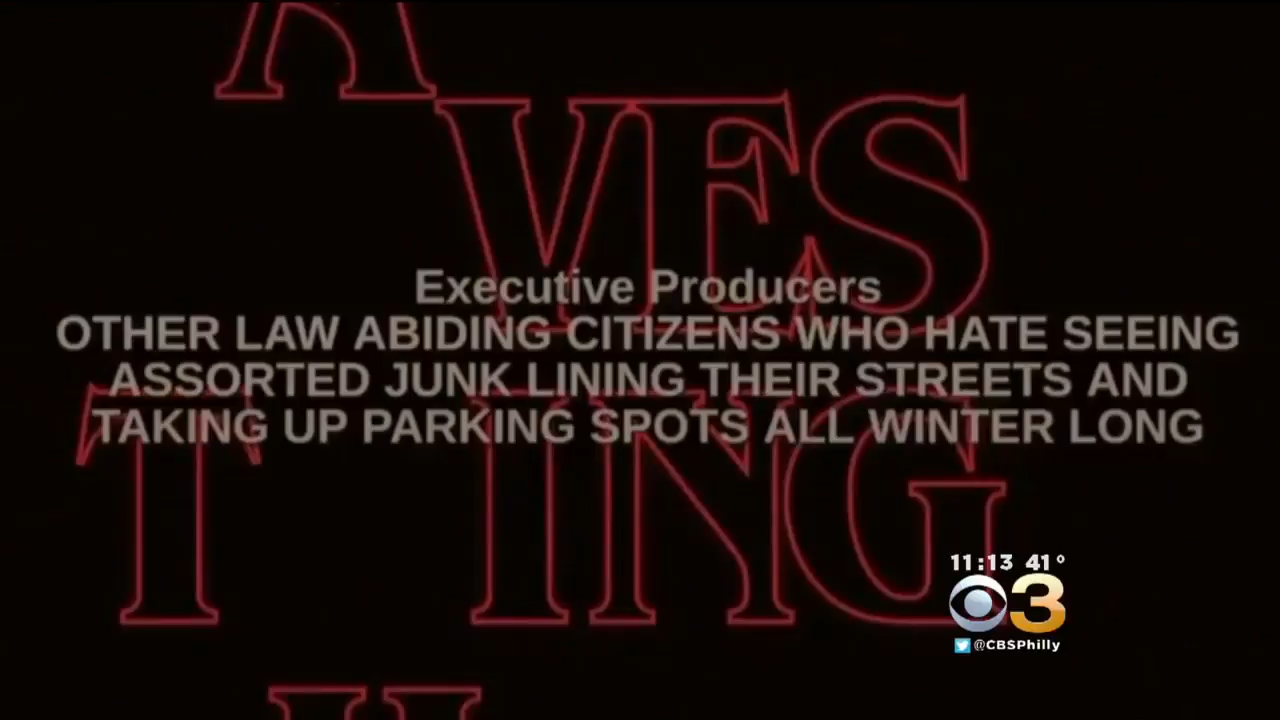 A
VES
Executive Producers
OTHER LAW ABIDING CITIZENS WHO HATE SEEING
ASSORTED JUNK LINING THEIR STREETS AND
TAKING UP PARKING SPOTS ALL WINTER LONG
T ING
11:13 41°
3
@CBSPhilly